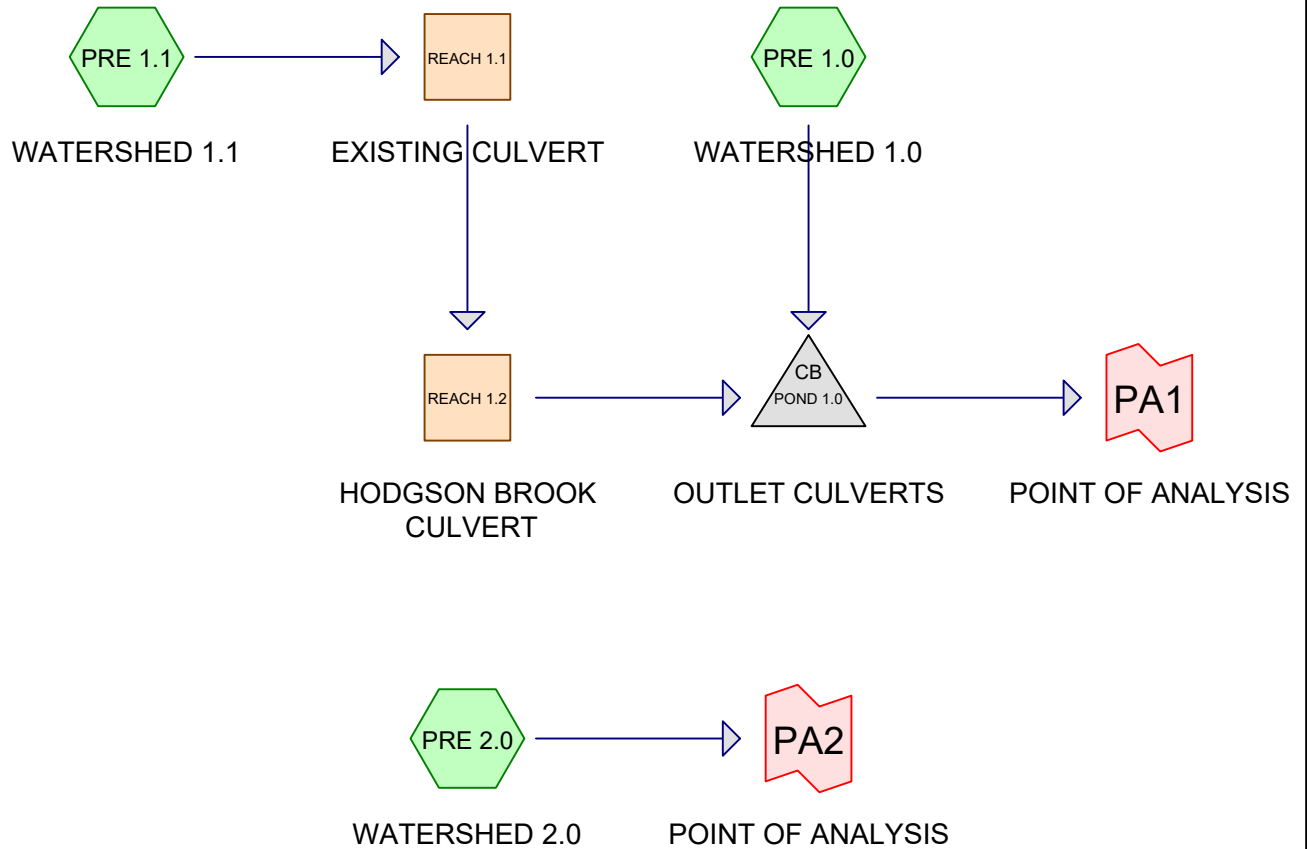 PRE 1.1
REACH 1.1
PRE 1.0
WATERSHED 1.1
EXISTING CULVERT
WATERSHED 1.0
REACH 1.2
CB
POND 1.0
PA1
HODGSON BROOK
CULVERT
OUTLET CULVERTS
POINT OF ANALYSIS
PRE 2.0
PA2
WATERSHED 2.0
POINT OF ANALYSIS